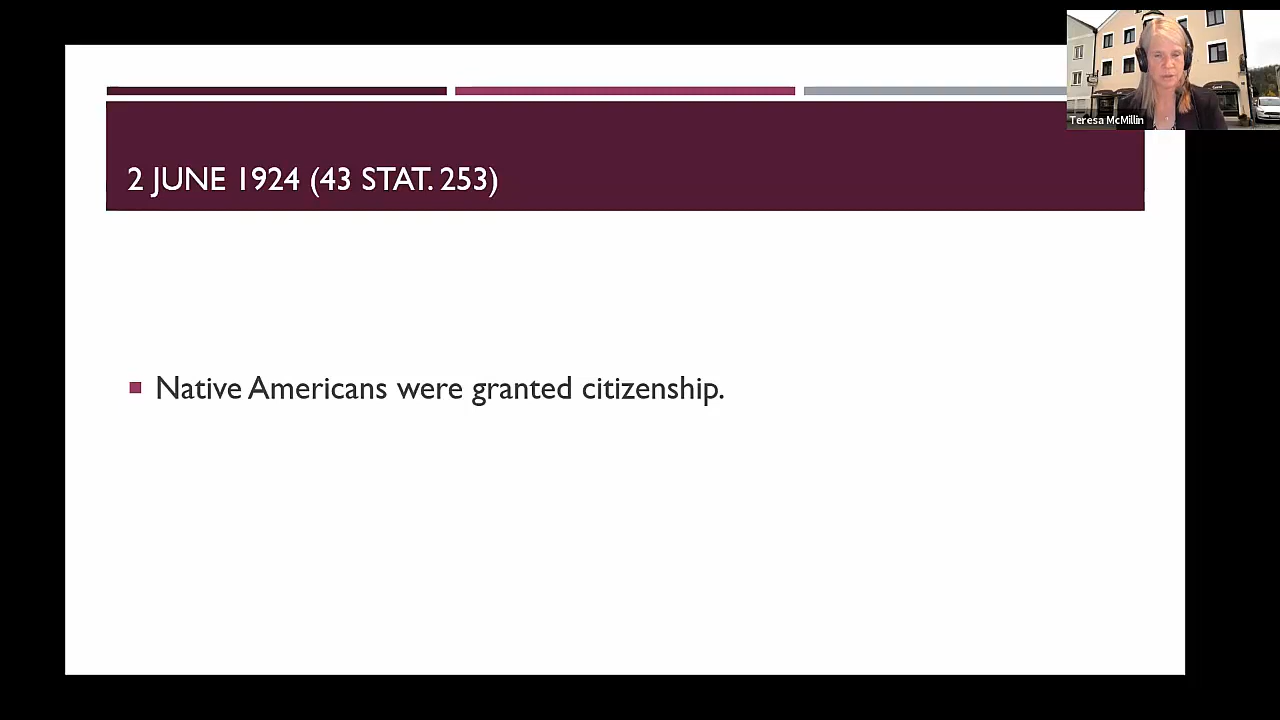 2 JUNE 1924 (43 STAT. 253)
Native Americans were granted citizenship.
Teresa McMillin